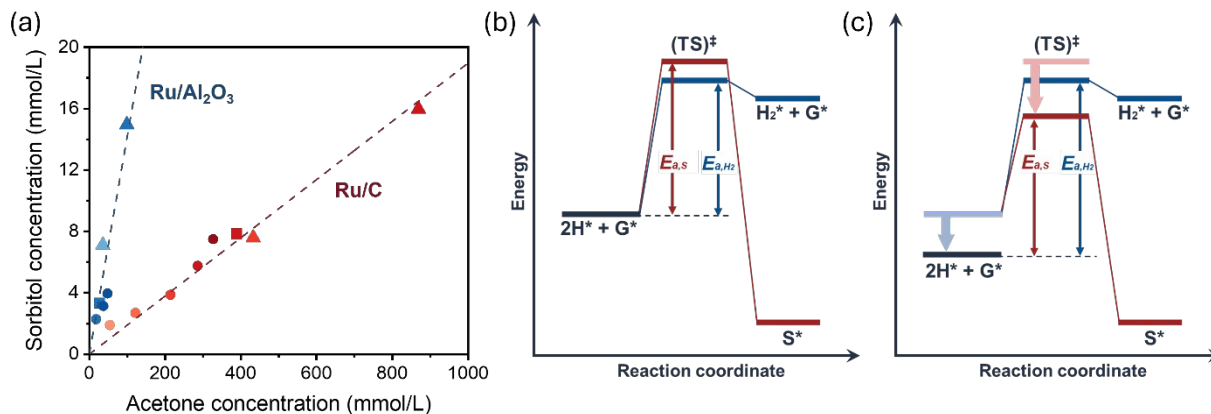 (a)
Sorbitol concentration (mmol/L)
20
16
12
8
4
0
Ru/Al₂O₃
Ru/C
0
200
400
600
800
1000
Acetone concentration (mmol/L)
(b)
Energy
(TS)‡
H₂* + G*
Eₐ,S
Eₐ,H₂
2H* + G*
S*
Reaction coordinate
(c)
Energy
(TS)‡
H₂* + G*
Eₐ,S
Eₐ,H₂
2H* + G*
S*
Reaction coordinate